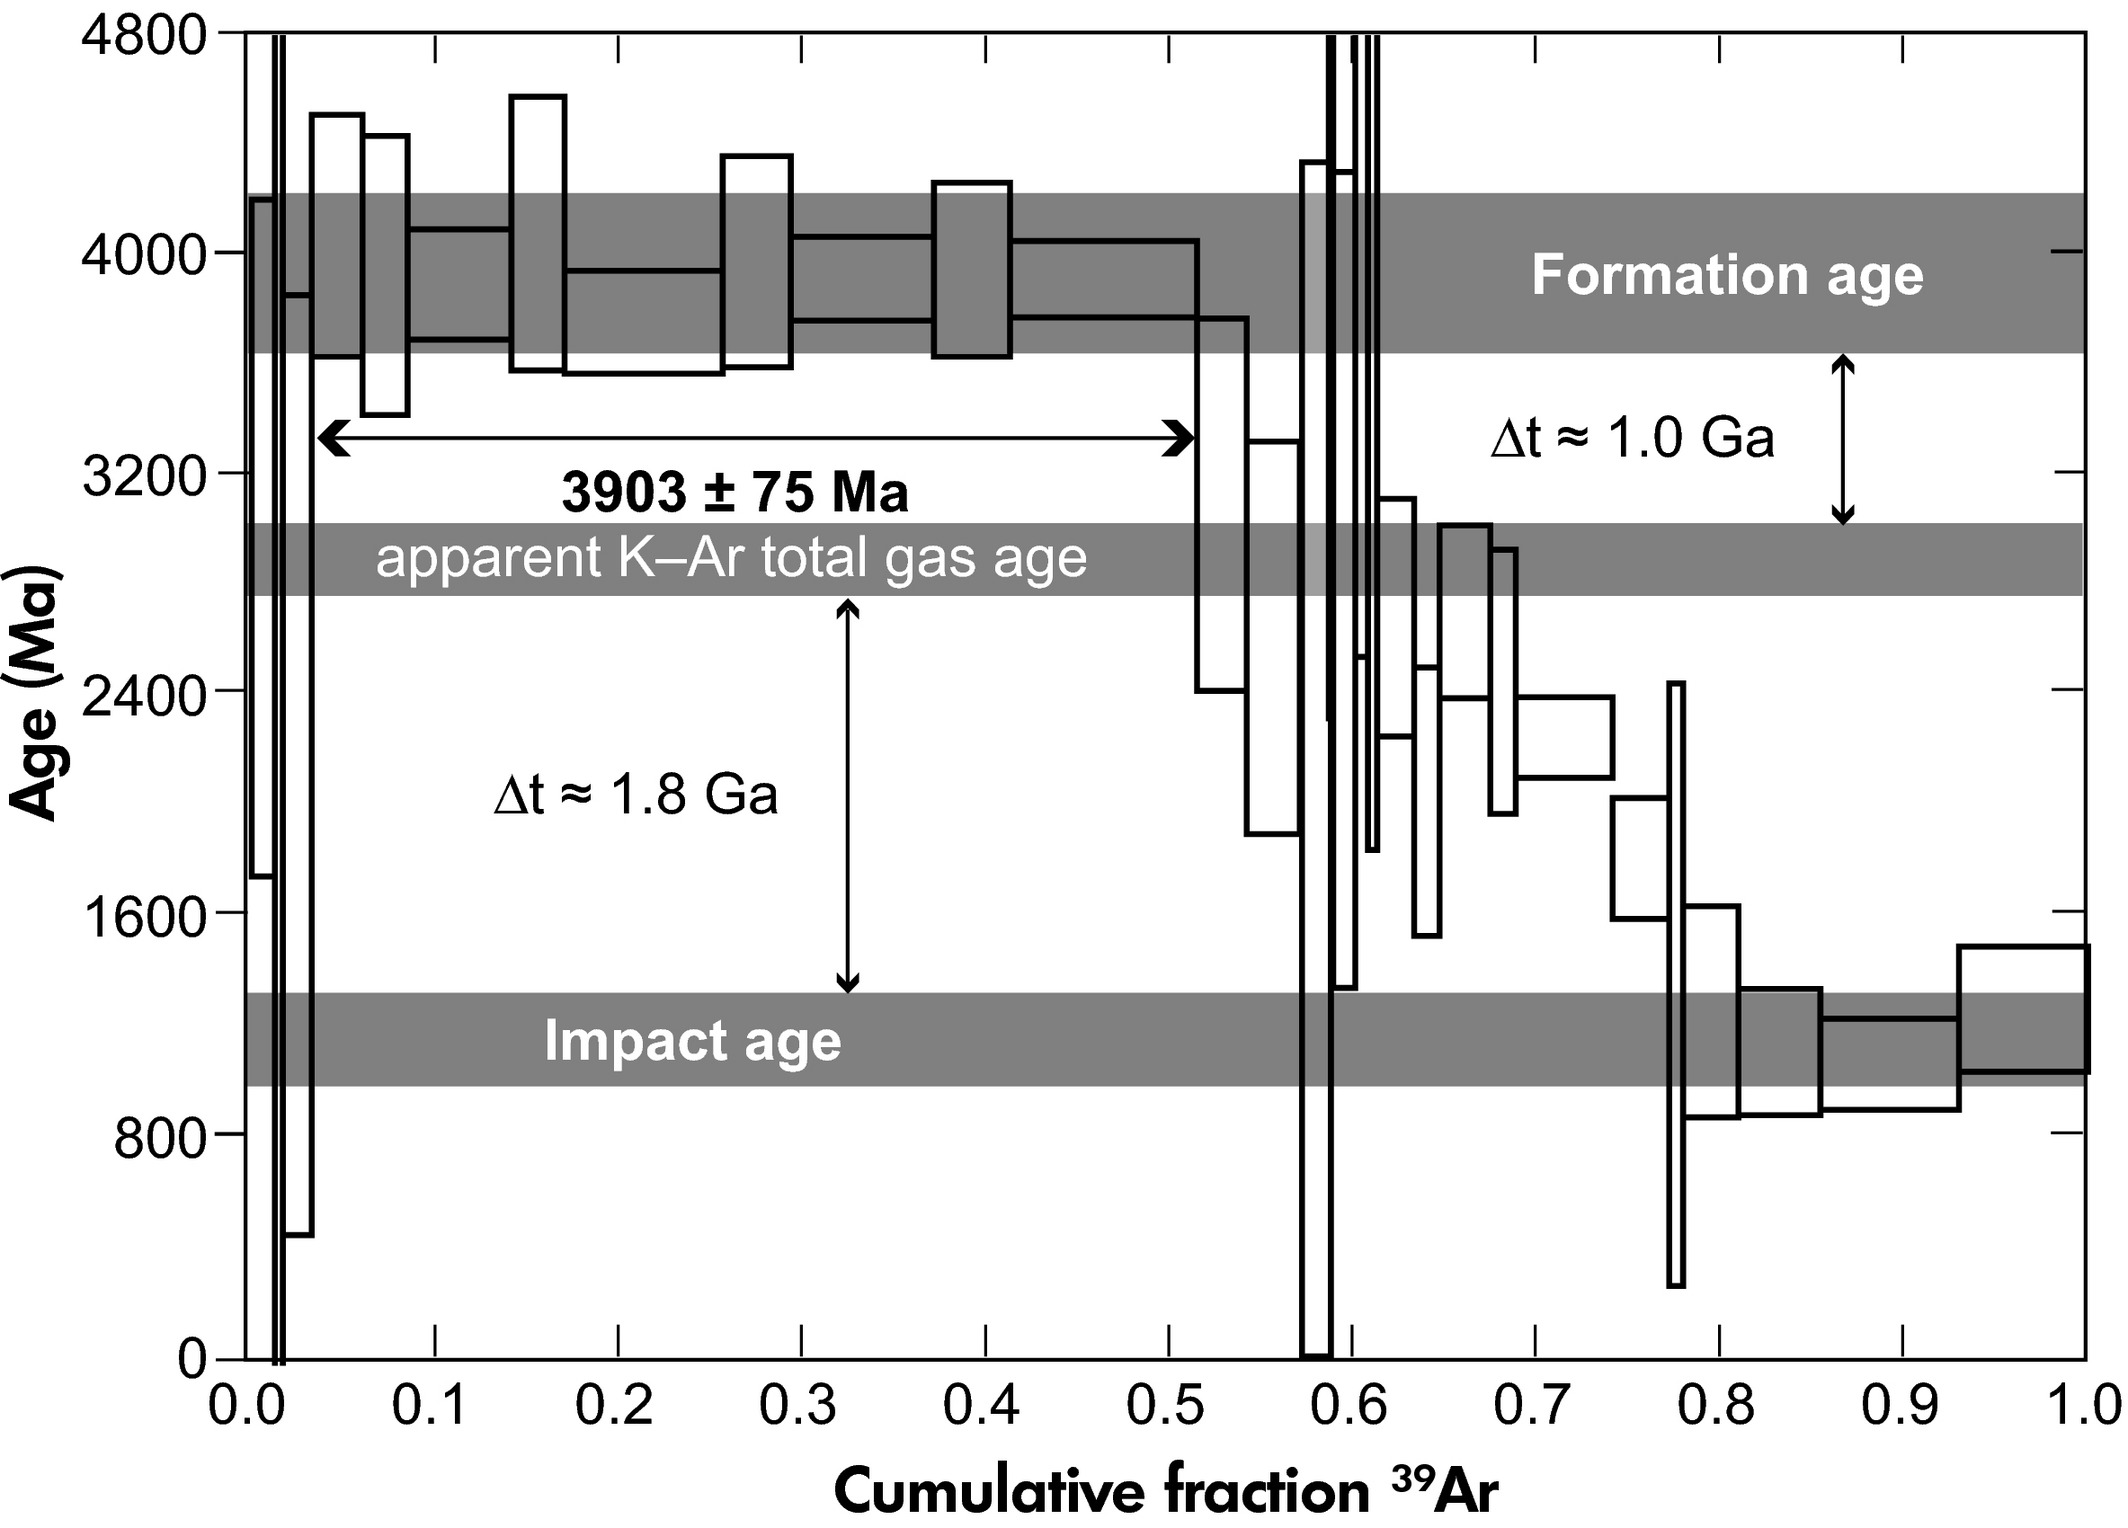 4800
4000
3200
2400
1600
800
0
Age (Ma)
Formation age
Δt ≈ 1.0 Ga
3903 ± 75 Ma
apparent K–Ar total gas age
Δt ≈ 1.8 Ga
Impact age
0.0 0.1 0.2 0.3 0.4 0.5 0.6 0.7 0.8 0.9 1.0
Cumulative fraction ³⁹Ar